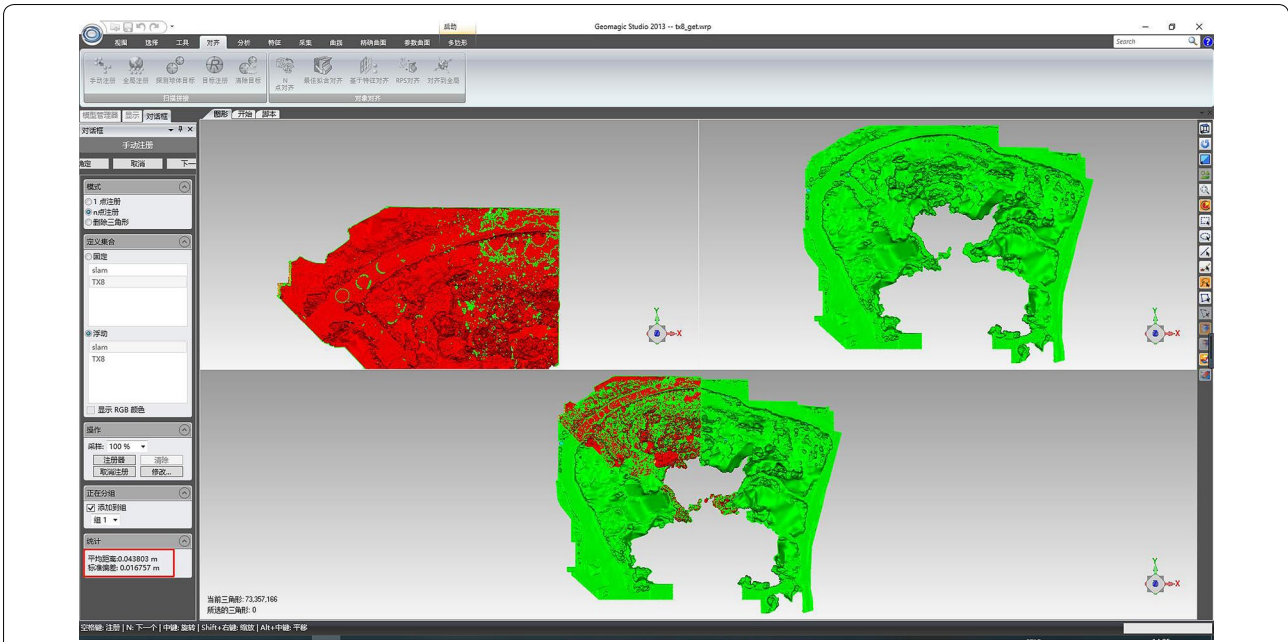 启动
Geomagic Studio 2013 -- tx8_get.wrp
视图 选择 工具 对齐 分析 特征 采集 曲线 精确曲面 参数曲面 多边形
Search
手动注册 全局注册 探测球体目标 目标注册 清除目标 N 点对齐 最佳拟合对齐 基于特征对齐 RPS对齐 对齐到全局
扫描拼接 对象对齐
模型管理器 显示 对话框
图形 开始 脚本
对话框
手动注册
确定 取消 下一
模式
1 点注册
n点注册
删除三角形
定义集合
固定
slam
TX8
浮动
slam
TX8
显示 RGB 颜色
操作
采样: 100 %
注册器 清除
取消注册 修改...
正在分组
添加到组
组 1
统计
平均距离:0.043803 m
标准偏差: 0.016757 m
当前三角形: 73,357,166
所选的三角形: 0
空格键: 注册 | N: 下一个 | 中键: 旋转 | Shift+右键: 缩放 | Alt+中键: 平移
Y
X
Y
X
Y
X